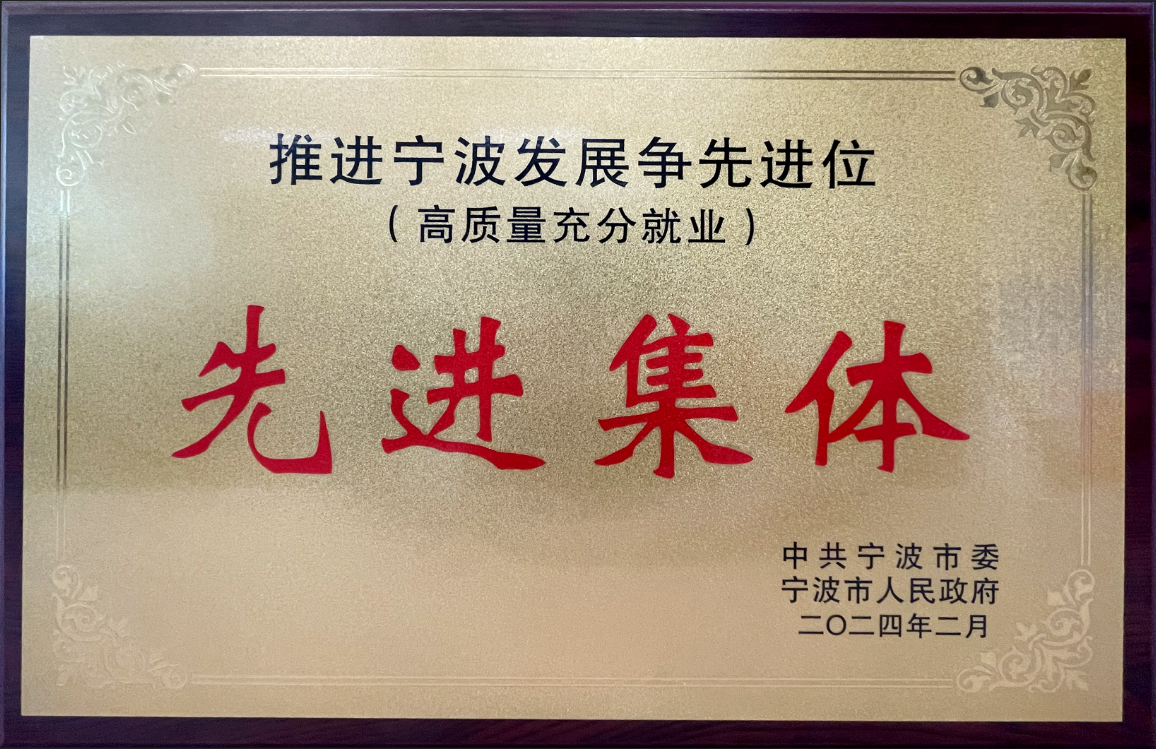 推进宁波发展争先进位
（高质量充分就业）
先进集体
中共宁波市委
宁波市人民政府
二〇二四年二月